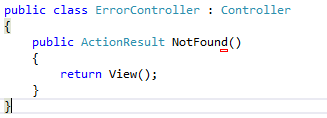 public class ErrorController : Controller
{
    public ActionResult NotFound()
    {
        return View();
    }
}